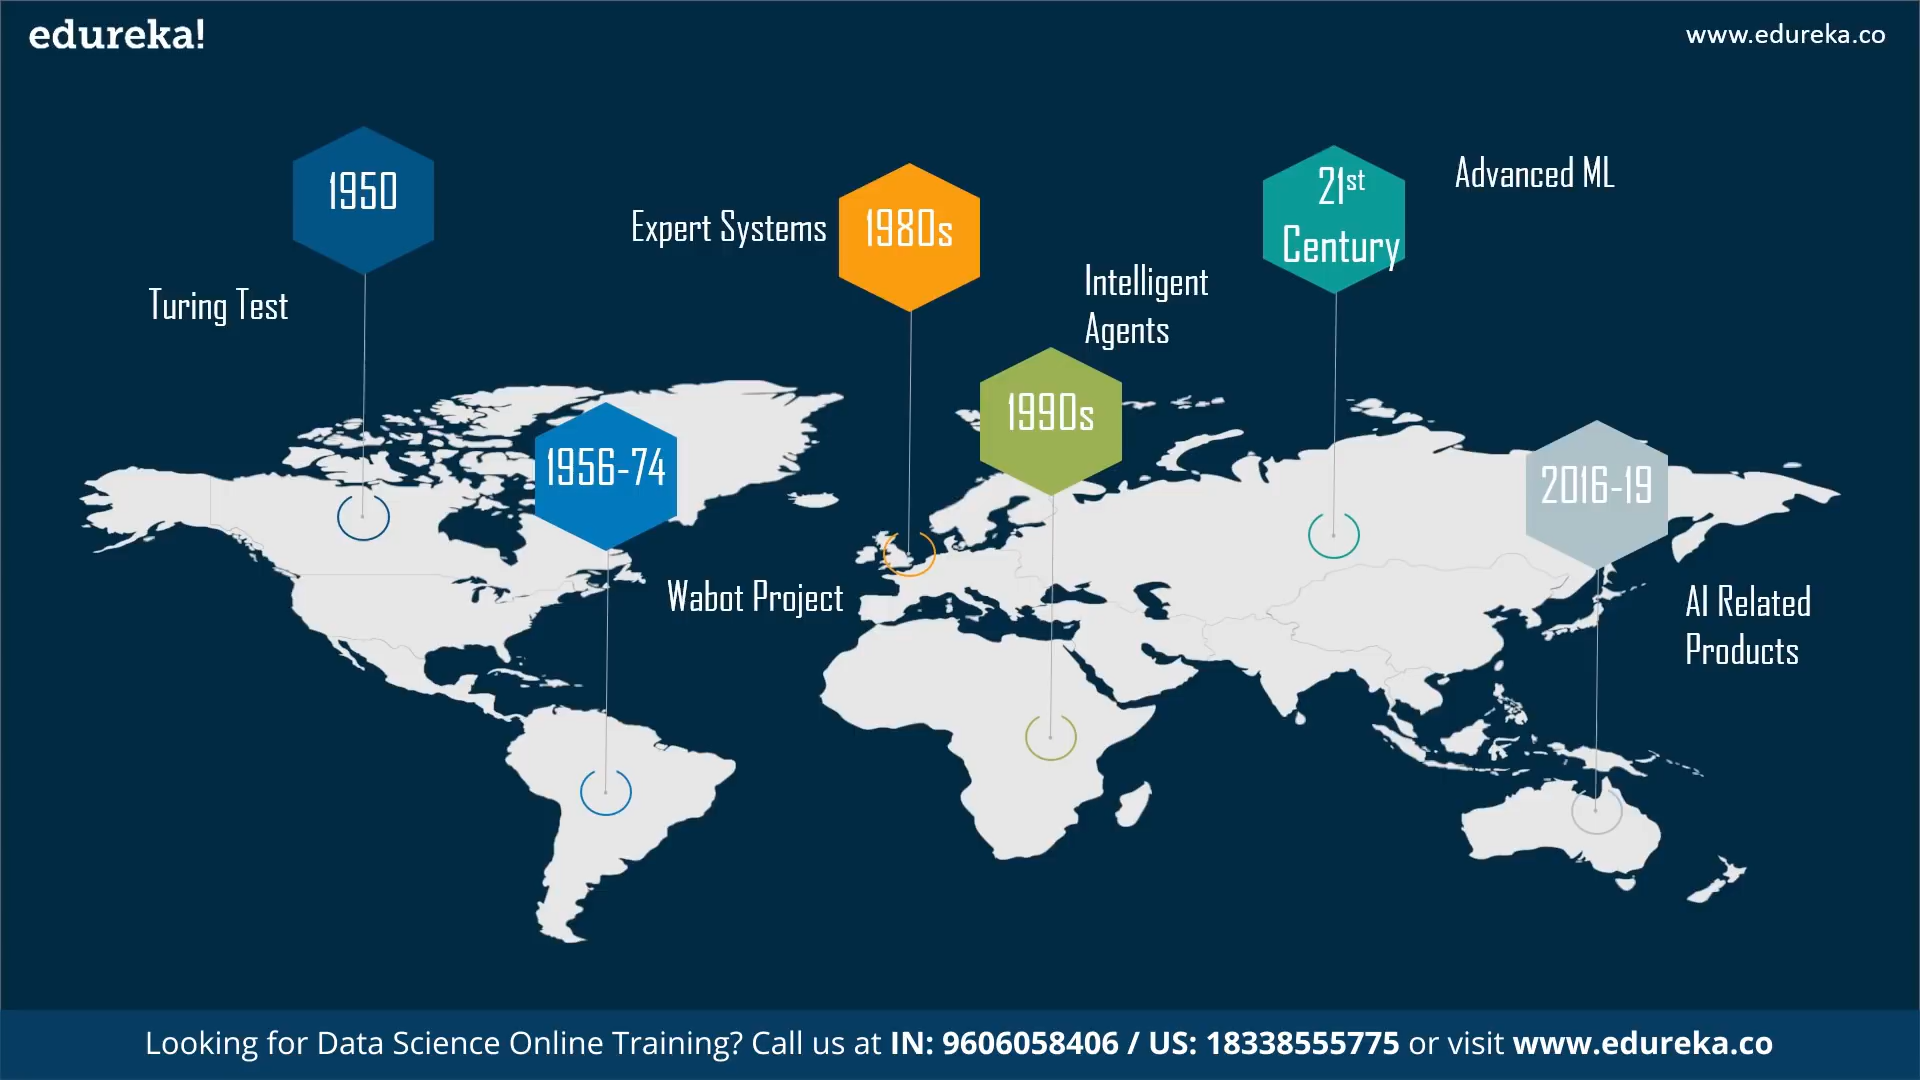 edureka!
www.edureka.co
1950
Turing Test
1956-74
Wabot Project
Expert Systems
1980s
Intelligent
Agents
1990s
21st
Century
Advanced ML
2016-19
AI Related
Products
Looking for Data Science Online Training? Call us at IN: 9606058406 / US: 18338555775 or visit www.edureka.co